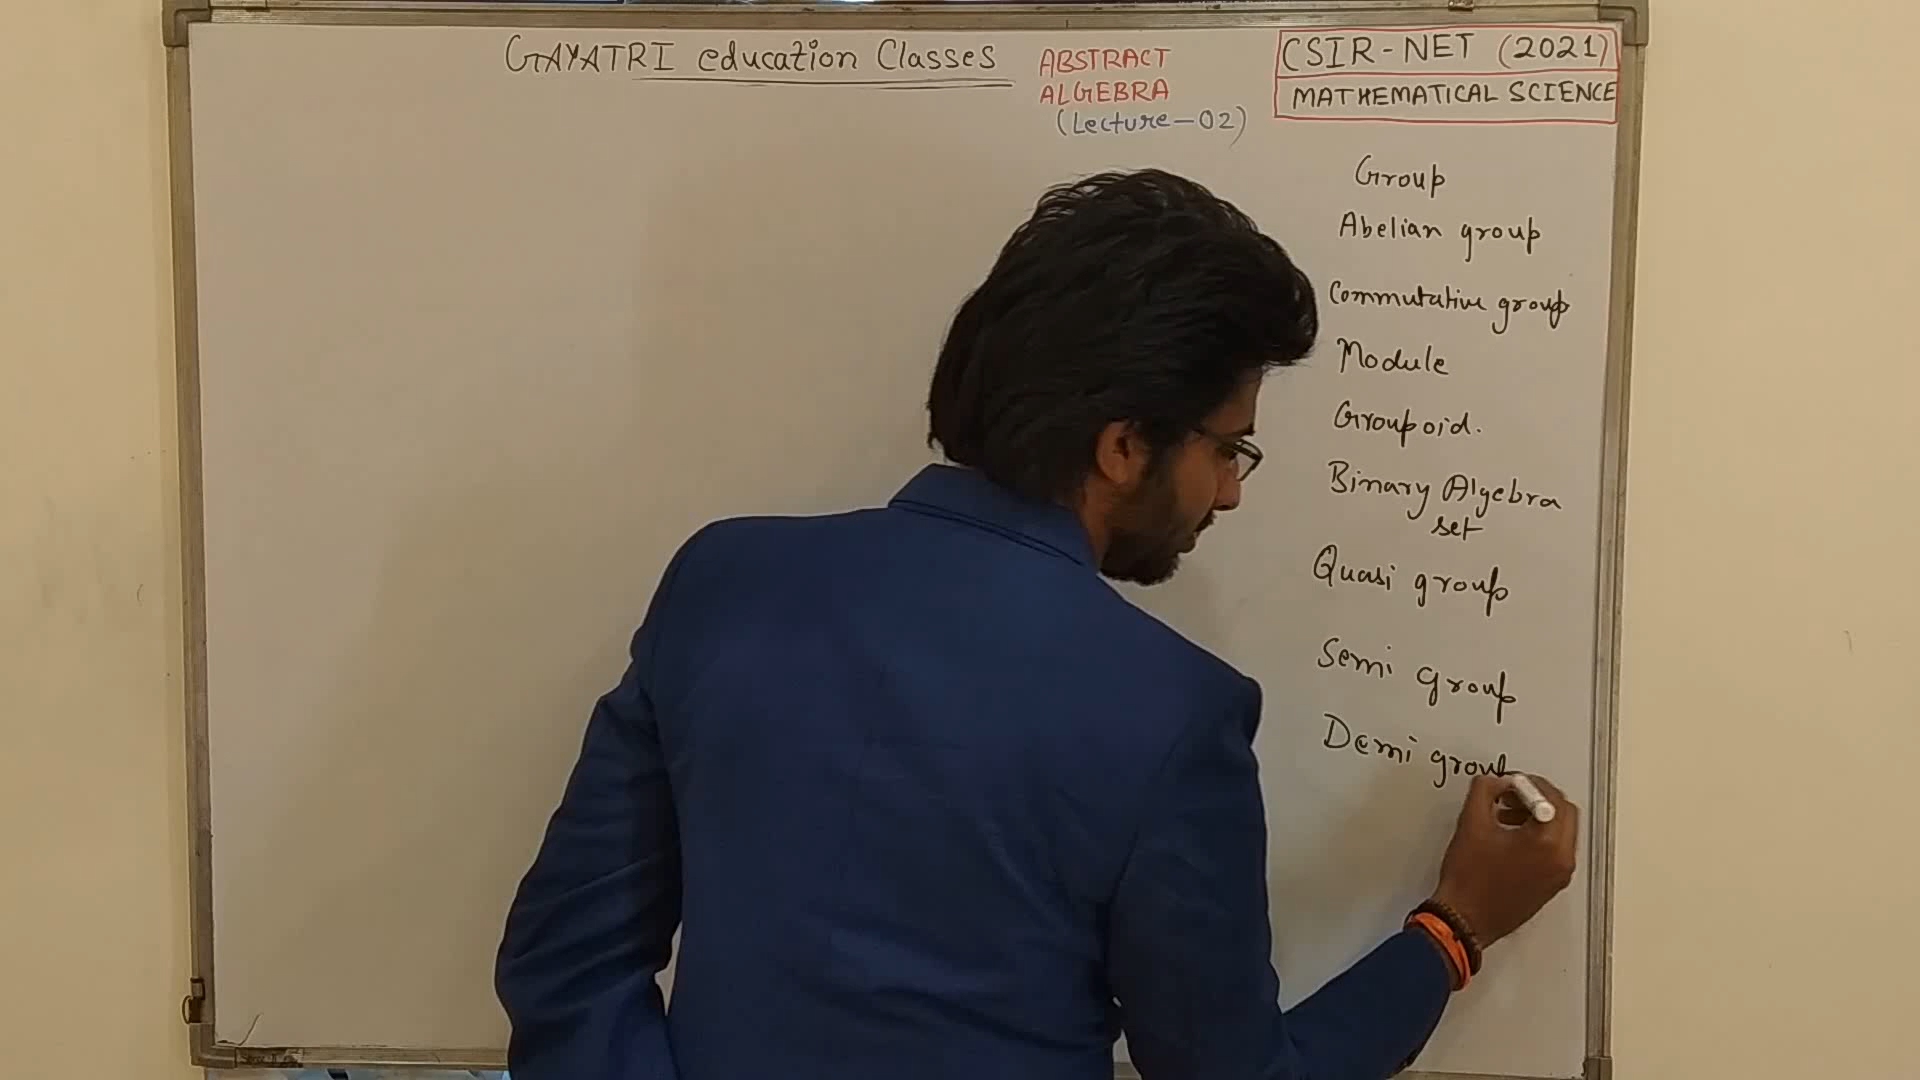 GAYATRI education Classes
ABSTRACT
ALGEBRA
(Lecture-02)
CSIR-NET (2021)
MATHEMATICAL SCIENCE
Group
Abelian group
Commutative group
Module
Groupoid.
Binary Algebra
set
Quasi group
Semi group
Demi group